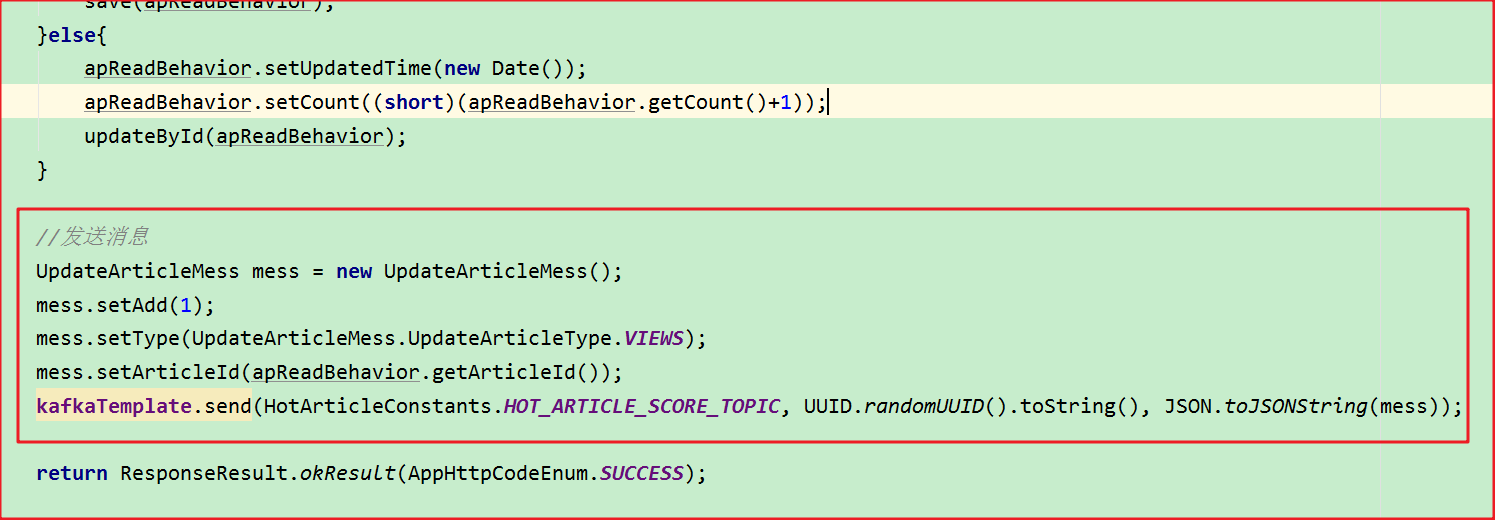 save(apReadBehavior);
}else{
apReadBehavior.setUpdatedTime(new Date());
apReadBehavior.setCount((short)(apReadBehavior.getCount()+1));
updateById(apReadBehavior);
}
//发送消息
UpdateArticleMess mess = new UpdateArticleMess();
mess.setAdd(1);
mess.setType(UpdateArticleMess.UpdateArticleType.VIEWS);
mess.setArticleId(apReadBehavior.getArticleId());
kafkaTemplate.send(HotArticleConstants.HOT_ARTICLE_SCORE_TOPIC, UUID.randomUUID().toString(), JSON.toJSONString(mess));
return ResponseResult.okResult(AppHttpCodeEnum.SUCCESS);